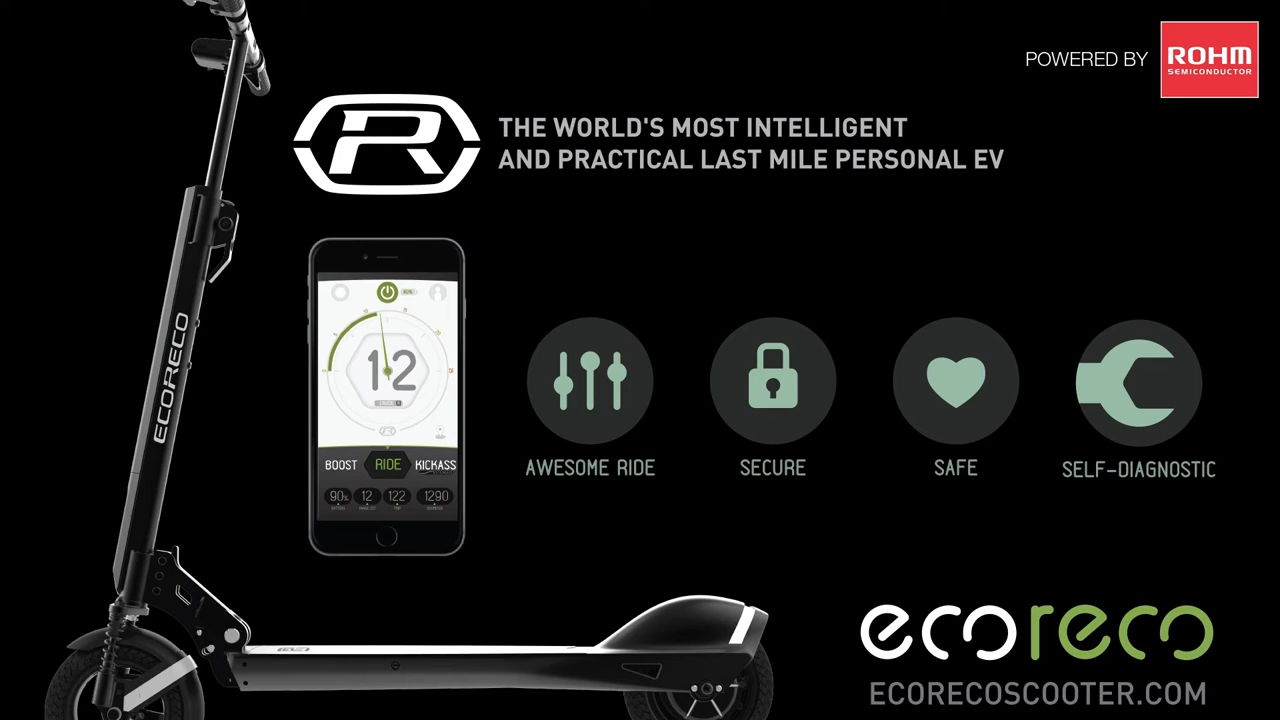 POWERED BY
ROHM
SEMICONDUCTOR
R
THE WORLD'S MOST INTELLIGENT
AND PRACTICAL LAST MILE PERSONAL EV
12
BOOST RIDE KICKASS
90% 12 122 1290
AWESOME RIDE
SECURE
SAFE
SELF-DIAGNOSTIC
ECORECO
ecoreco
ECORECOSCOOTER.COM